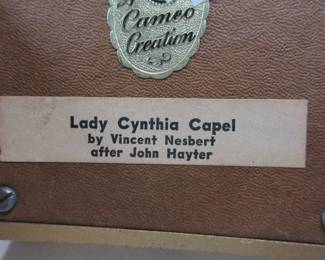 Cameo
Creation
Lady Cynthia Capel
by Vincent Nesbert
after John Hayter